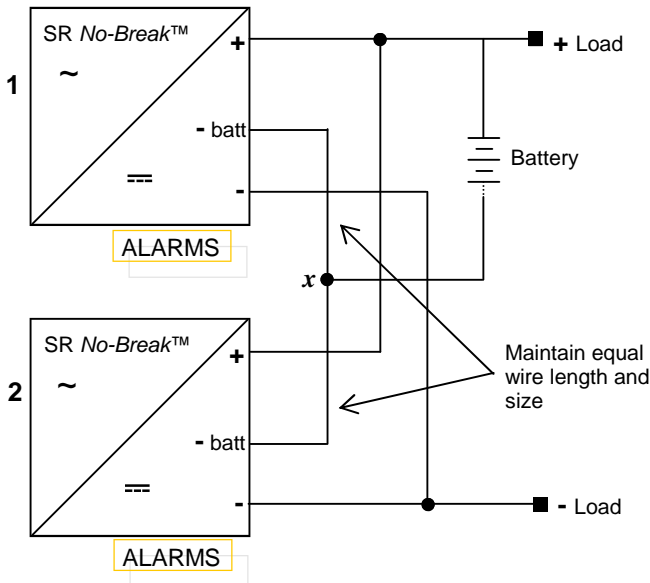 SR No-Break™
1
~
+
- batt
-
ALARMS
+ Load
Battery
x
Maintain equal
wire length and
size
SR No-Break™
2
~
+
- batt
-
ALARMS
- Load